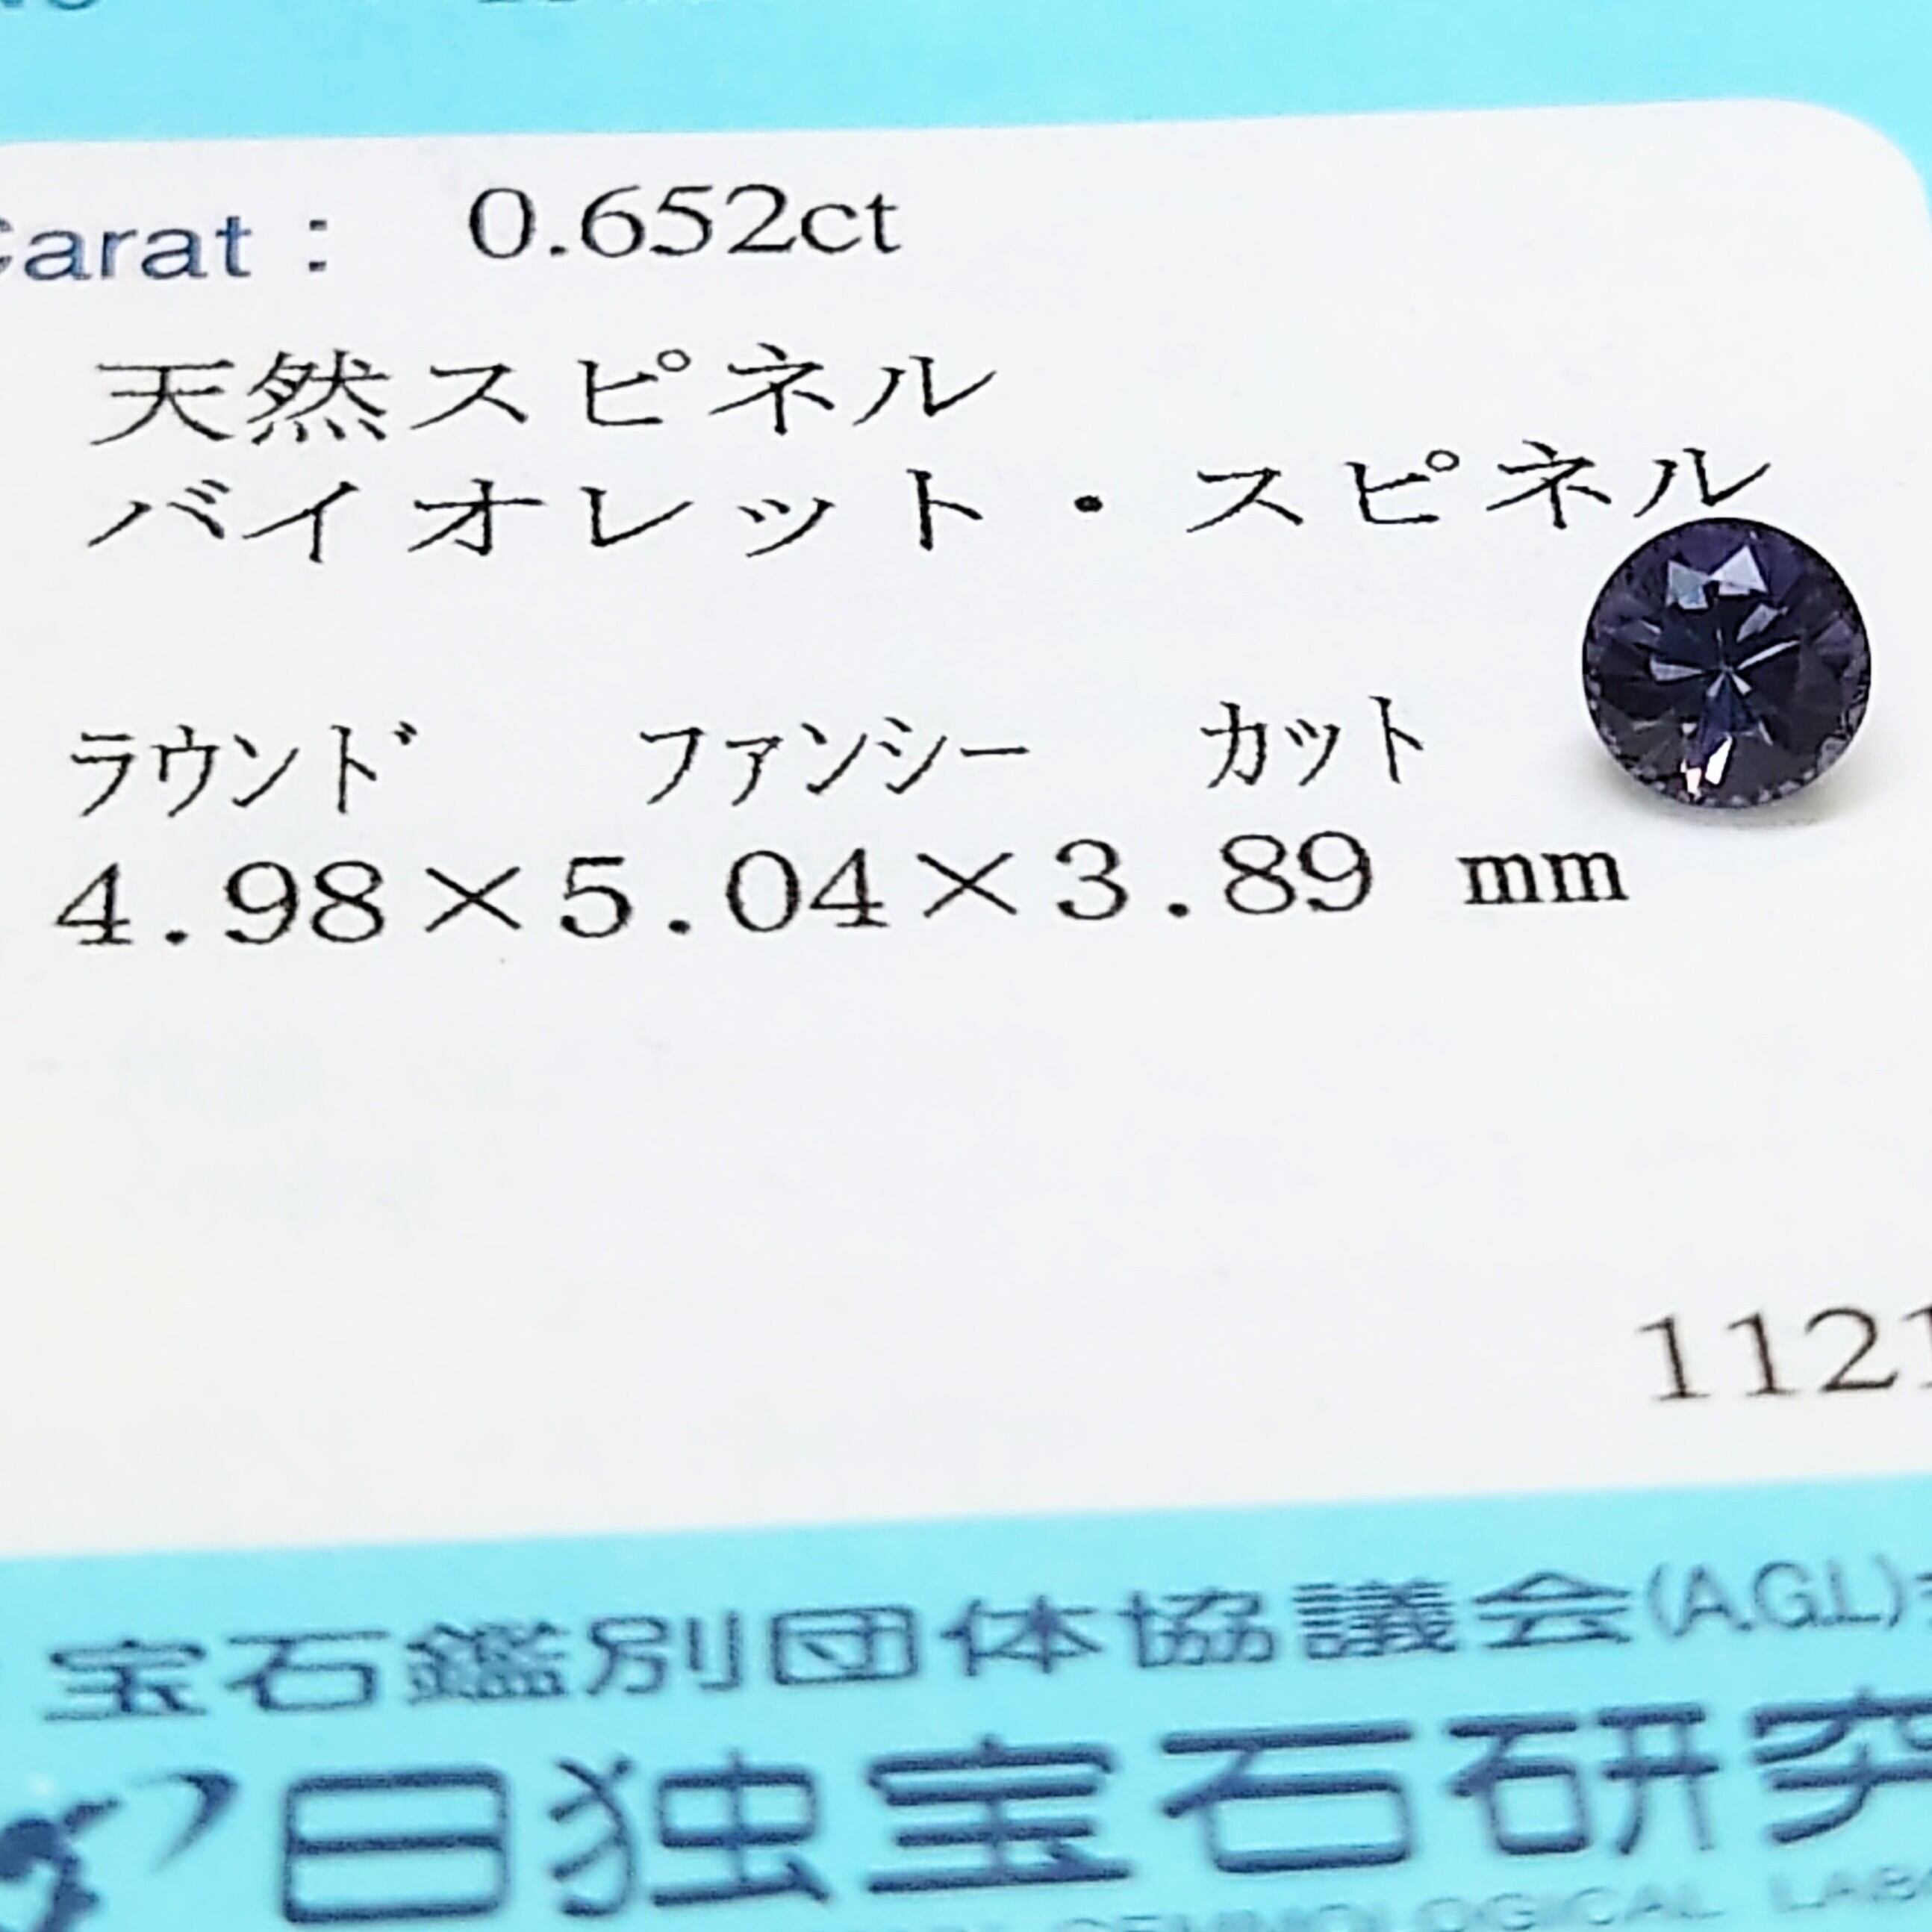 Carat : 0.652ct
天然スピネル
バイオレット・スピネル
ラウンド ファンシー カット
4.98×5.04×3.89 mm
1121
宝石鑑別団体協議会(A.G.L)
日独宝石研究
GEMMOLOGICAL